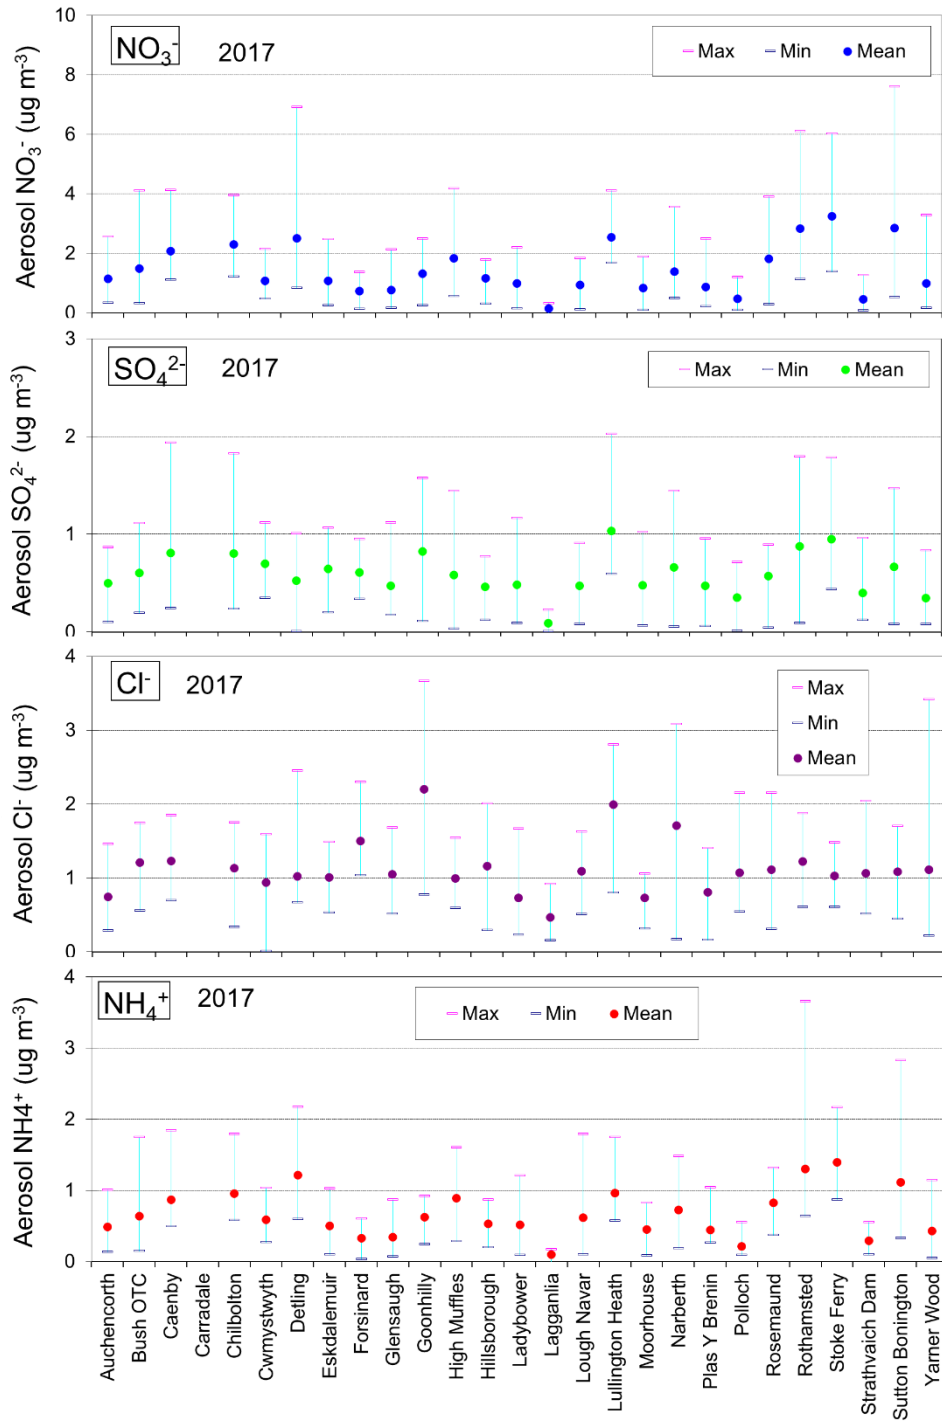 NO₃⁻ 2017
Max Min Mean
Aerosol NO₃⁻ (ug m⁻³)
10
8
6
4
2
0
SO₄²⁻ 2017
Max Min Mean
Aerosol SO₄²⁻ (ug m⁻³)
3
2
1
0
Cl⁻ 2017
Max
Min
Mean
Aerosol Cl⁻ (ug m⁻³)
4
3
2
1
0
NH₄⁺ 2017
Max Min Mean
Aerosol NH4⁺ (ug m⁻³)
4
3
2
1
0
Auchencorth
Bush OTC
Caenby
Carradale
Chilbolton
Cwmystwyth
Detling
Eskdalemuir
Forsinard
Glensaugh
Goonhilly
High Muffles
Hillsborough
Ladybower
Lagganlia
Lough Navar
Lullington Heath
Moorhouse
Narberth
Plas Y Brenin
Polloch
Rosemaund
Rothamsted
Stoke Ferry
Strathvaich Dam
Sutton Bonington
Yarner Wood